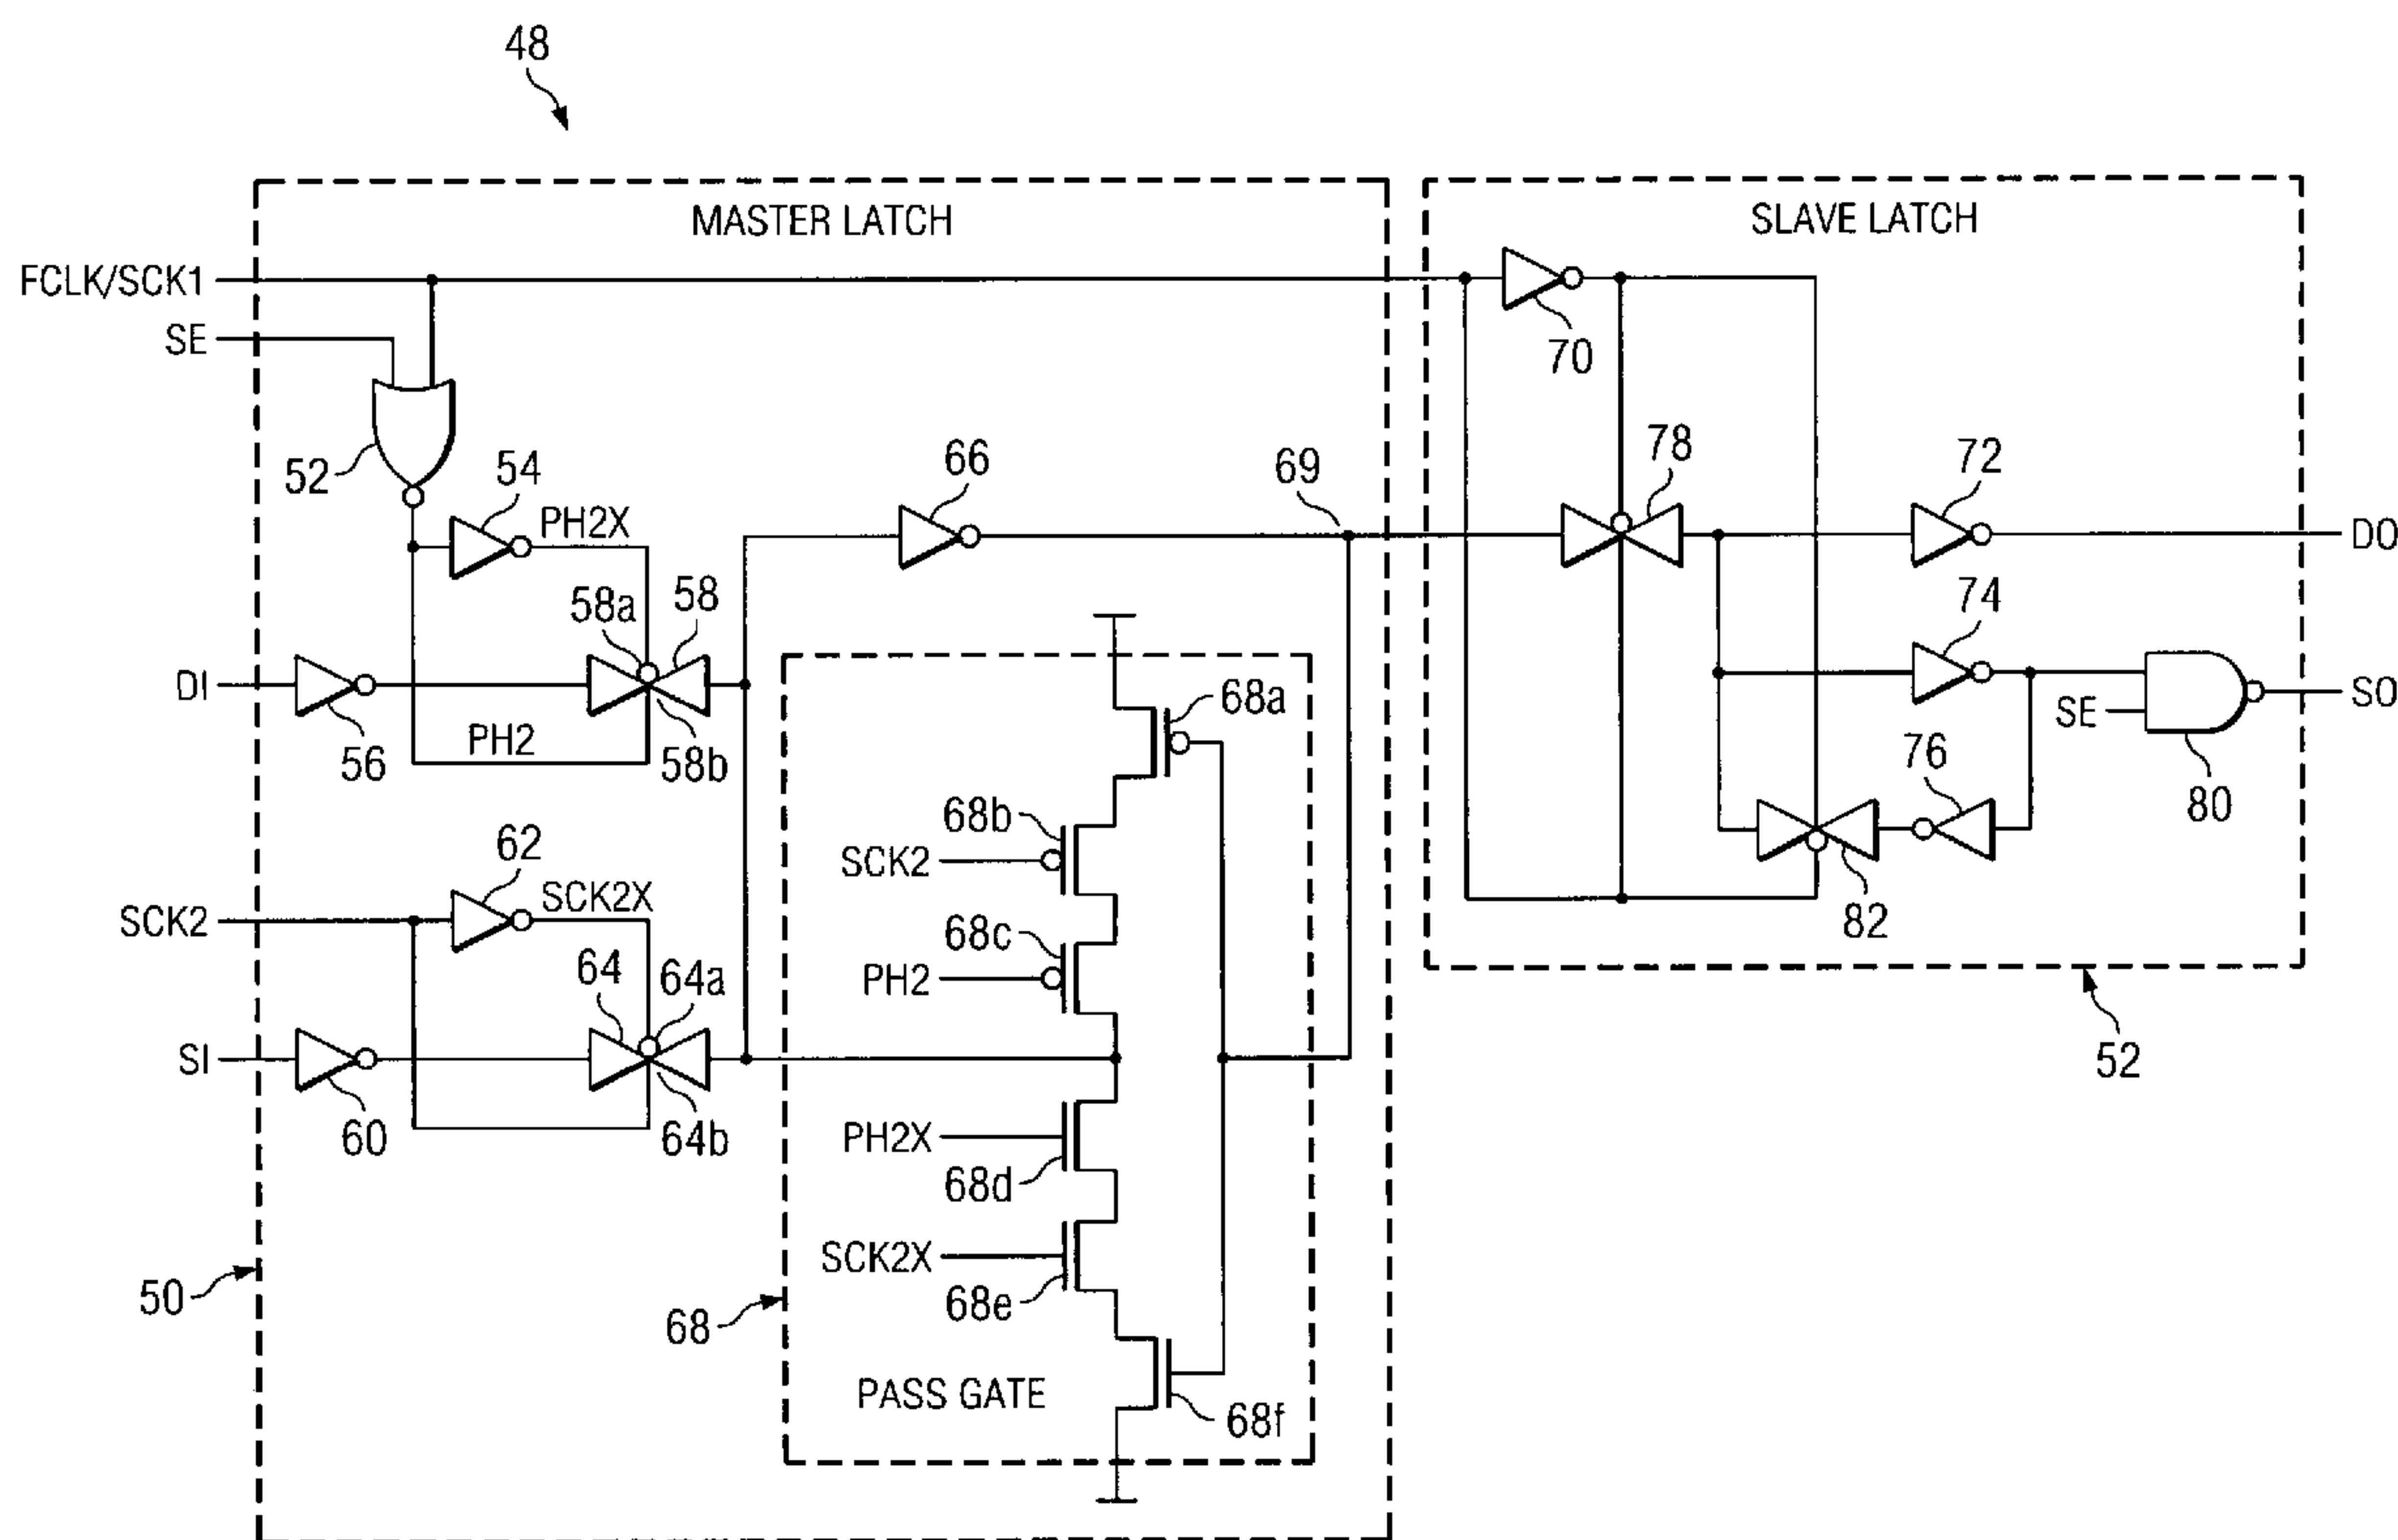 48
MASTER LATCH
SLAVE LATCH
FCLK/SCK1
SE
70
52
54
PH2X
66
69
78
72
DO
58a
58
74
DI
56
PH2
58b
68a
SE
SO
76
80
62
SCK2X
68b
SCK2
SCK2
64
64a
68c
PH2
82
SI
60
64b
PH2X
68d
52
SCK2X
68e
50
68
PASS GATE
68f